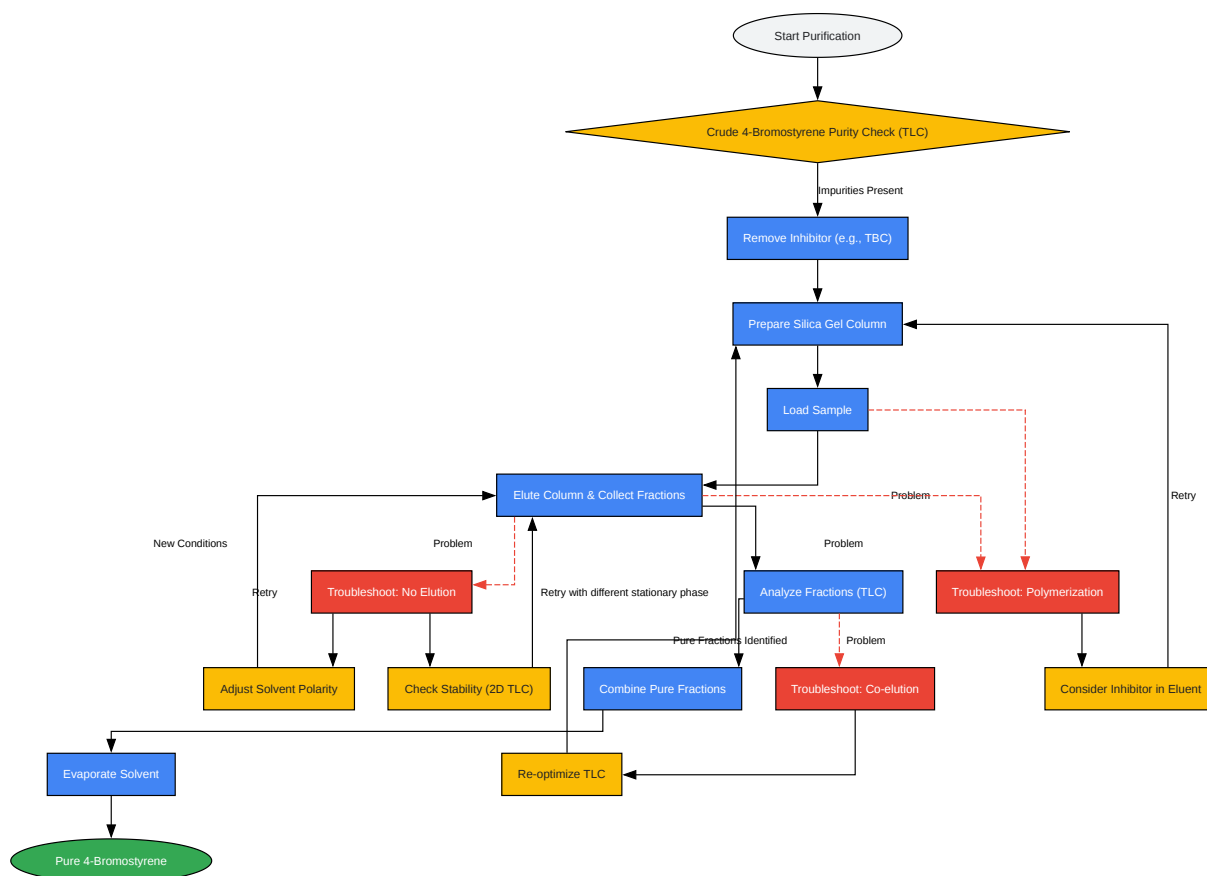 Start Purification
Crude 4-Bromostyrene Purity Check (TLC)
Impurities Present
Remove Inhibitor (e.g., TBC)
Prepare Silica Gel Column
Load Sample
Elute Column & Collect Fractions
Problem
Retry
New Conditions
Problem
Problem
Troubleshoot: No Elution
Retry
Retry with different stationary phase
Analyze Fractions (TLC)
Troubleshoot: Polymerization
Pure Fractions Identified
Problem
Adjust Solvent Polarity
Check Stability (2D TLC)
Combine Pure Fractions
Troubleshoot: Co-elution
Consider Inhibitor in Eluent
Evaporate Solvent
Re-optimize TLC
Pure 4-Bromostyrene